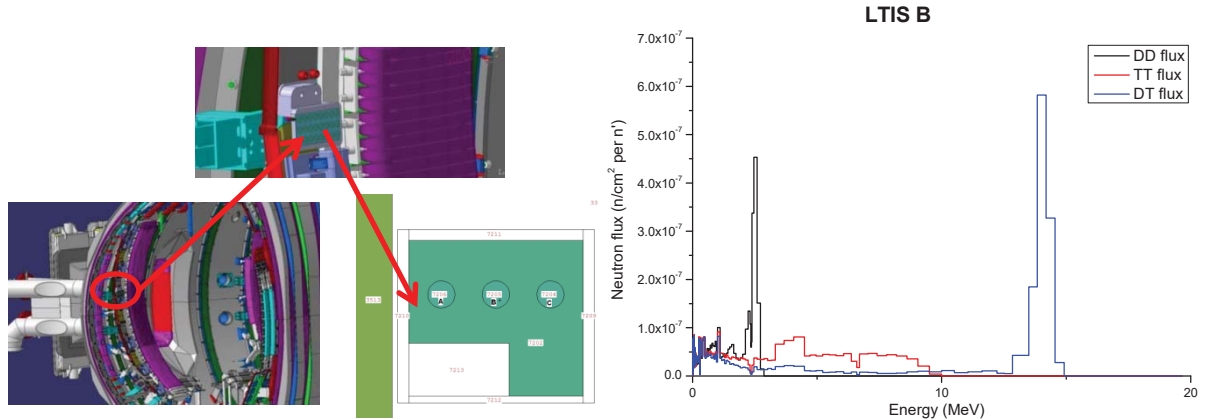 LTIS B
7.0x10⁻⁷
6.0x10⁻⁷
5.0x10⁻⁷
4.0x10⁻⁷
3.0x10⁻⁷
2.0x10⁻⁷
1.0x10⁻⁷
0.0
Neutron flux (n/cm² per n')
DD flux
TT flux
DT flux
0
10
20
Energy (MeV)
7211
A
B
C
7202
7213
7212